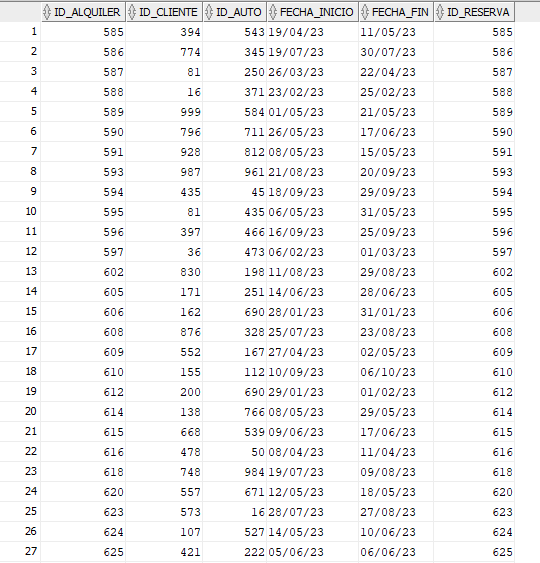 ID_ALQUILER ID_CLIENTE ID_AUTO FECHA_INICIO FECHA_FIN ID_RESERVA
1 585 394 543 19/04/23 11/05/23 585
2 586 774 345 19/07/23 30/07/23 586
3 587 81 250 26/03/23 22/04/23 587
4 588 16 371 23/02/23 25/02/23 588
5 589 999 584 01/05/23 21/05/23 589
6 590 796 711 26/05/23 17/06/23 590
7 591 928 812 08/05/23 15/05/23 591
8 593 987 961 21/08/23 20/09/23 593
9 594 435 45 18/09/23 29/09/23 594
10 595 81 435 06/05/23 31/05/23 595
11 596 397 466 16/09/23 25/09/23 596
12 597 36 473 06/02/23 01/03/23 597
13 602 830 198 11/08/23 29/08/23 602
14 605 171 251 14/06/23 28/06/23 605
15 606 162 690 28/01/23 31/01/23 606
16 608 876 328 25/07/23 23/08/23 608
17 609 552 167 27/04/23 02/05/23 609
18 610 155 112 10/09/23 06/10/23 610
19 612 200 690 29/01/23 01/02/23 612
20 614 138 766 08/05/23 29/05/23 614
21 615 668 539 09/06/23 17/06/23 615
22 616 478 50 08/04/23 11/04/23 616
23 618 748 984 19/07/23 09/08/23 618
24 620 557 671 12/05/23 18/05/23 620
25 623 573 16 28/07/23 27/08/23 623
26 624 107 527 14/05/23 10/06/23 624
27 625 421 222 05/06/23 06/06/23 625